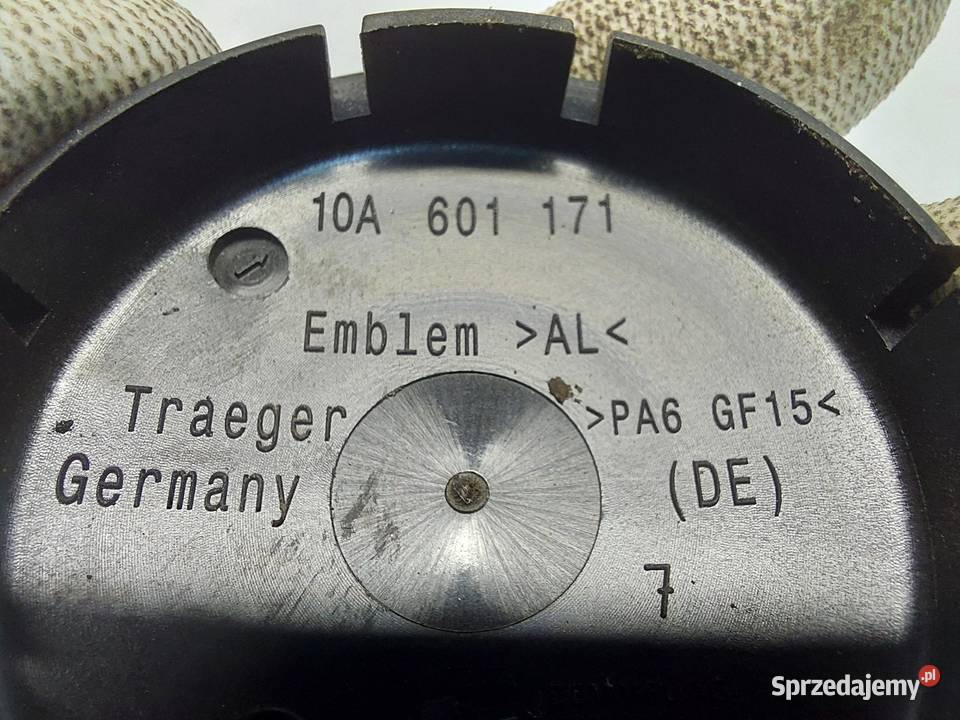 10A 601 171
Emblem >AL<
Traeger >PA6 GF15<
Germany (DE)
7
Sprzedajemy.pl